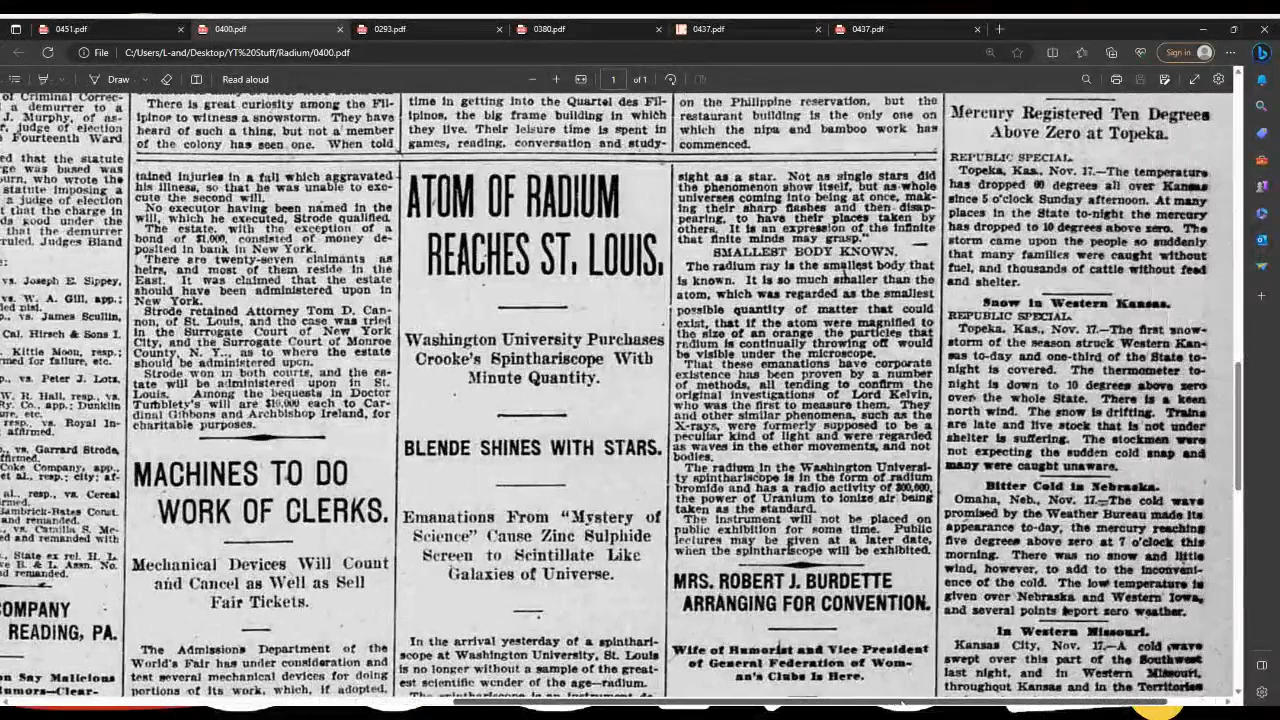 0451.pdf
0400.pdf
0293.pdf
0380.pdf
0437.pdf
0437.pdf
File
C:/Users/L-and/Desktop/YT%20Stuff/Radium/0400.pdf
Sign in
Draw
Read aloud
1
of 1
of Criminal Correc-
a demurrer to a
J. Murphy, of as-
r, judge of election
Fourteenth Ward
ed that the statute
rge was based was
urn, who wrote the
statute imposing a
a judge of election
t that the charge in
ds good under the
that the demurrer
ruled. Judges Bland
vs. Joseph E. Sippey,
vs. W. A. Gill, app.;
vs. James Scullin,
Cal. Hirsch & Sons I.
Kittle Noon, resp.;
med for failure, etc.
p., vs. Peter J. Lots,
W. R. Hall, resp., vs.
Ry. Co., app.; Dunklin
ure, etc.
resp., vs. Royal In-
affirmed.
p., vs. Garrard Strode,
Coke Company, app.,
et al., resp.; city; af-
al., resp., vs. Cereal
rmed.
and remanded.
vs. Camilla S. Mc-
ed and remanded with
State ex rel. H. L.
ve B. & L. Assn. No.
d remanded.
COMPANY
READING, PA.
on Say Malicious
umors—Clear-
There is great curiosity among the Fil-
ipinos to witness a snowstorm. They have
heard of such a thing, but not a member
of the colony has seen one. When told
tained injuries in a fall which aggravated
his illness, so that he was unable to exe-
cute the second will.
No executor having been named in the
will, which he executed, Strode qualified.
The estate, with the exception of a
bond of $1,000, consisted of money de-
posited in bank in New York.
There are twenty-seven claimants as
heirs, and most of them reside in the
East. It was claimed that the estate
should have been administered upon in
New York.
Strode retained Attorney Tom D. Can-
non, of St. Louis, and the case was tried
in the Surrogate Court of New York
City, and the Surrogate Court of Monroe
County, N. Y., as to where the estate
should be administered upon.
Strode won in both courts, and the es-
tate will be administered upon in St.
Louis. Among the bequests in Doctor
Tumblety's will are $10,000 each to Car-
dinal Gibbons and Archbishop Ireland, for
charitable purposes.
MACHINES TO DO
WORK OF CLERKS.
Mechanical Devices Will Count
and Cancel as Well as Sell
Fair Tickets.
The Admissions Department of the
World's Fair has under consideration and
test several mechanical devices for doing
portions of its work, which, if adopted,
time in getting into the Quartel des Fil-
ipinos, the big frame building in which
they live. Their leisure time is spent in
games, reading, conversation and study-
ATOM OF RADIUM
REACHES ST. LOUIS.
Washington University Purchases
Crooke's Spinthariscope With
Minute Quantity.
BLENDE SHINES WITH STARS.
Emanations From "Mystery of
Science" Cause Zinc Sulphide
Screen to Scintillate Like
Galaxies of Universe.
In the arrival yesterday of a spinthari-
scope at Washington University, St. Louis
is no longer without a sample of the great-
est scientific wonder of the age—radium.
The spinthariscope is an instrument de-
on the Philippine reservation, but the
restaurant building is the only one on
which the nipa and bamboo work has
commenced.
sight as a star. Not as single stars did
the phenomenon show itself, but as whole
universes coming into being at once, mak-
ing their sharp flashes and then disap-
pearing, to have their places taken by
others. It is an expression of the infinite
that finite minds may grasp."
SMALLEST BODY KNOWN.
The radium ray is the smallest body that
is known. It is so much smaller than the
atom, which was regarded as the smallest
possible quantity of matter that could
exist, that if the atom were magnified to
the size of an orange the particles that
radium is continually throwing off would
be visible under the microscope.
That these emanations have corporate
existence has been proven by a number
of methods, all tending to confirm the
original investigations of Lord Kelvin,
who was the first to measure them. They
and other similar phenomena, such as the
X-rays, were formerly supposed to be a
peculiar kind of light and were regarded
as waves in the ether movements, and not
bodies.
The radium in the Washington Universi-
ty spinthariscope is in the form of radium
bromide and has a radio activity of
the power of Uranium to ionize air being
taken as the standard.
The instrument will not be placed on
public exhibition for some time. Public
lectures may be given at a later date,
when the spinthariscope will be exhibited.
MRS. ROBERT J. BURDETTE
ARRANGING FOR CONVENTION.
Wife of Humorist and Vice President
of General Federation of Wom-
an's Clubs Is Here.
Mercury Registered Ten Degrees
Above Zero at Topeka.
REPUBLIC SPECIAL.
Topeka, Kas., Nov. 17.—The temperature
has dropped 60 degrees all over Kansas
since 5 o'clock Sunday afternoon. At many
places in the State to-night the mercury
has dropped to 10 degrees above zero. The
storm came upon the people so suddenly
that many families were caught without
fuel, and thousands of cattle without feed
and shelter.
Snow in Western Kansas.
REPUBLIC SPECIAL.
Topeka, Kas., Nov. 17.—The first snow-
storm of the season struck Western Kan-
sas to-day and one-third of the State to-
night is covered. The thermometer to-
night is down to 10 degrees above zero
over the whole State. There is a keen
north wind. The snow is drifting. Trains
are late and live stock that is not under
shelter is suffering. The stockmen were
not expecting the sudden cold snap and
many were caught unaware.
Bitter Cold in Nebraska.
Omaha, Neb., Nov. 17.—The cold wave
promised by the Weather Bureau made its
appearance to-day, the mercury reaching
five degrees above zero at 7 o'clock this
morning. There was no snow and little
wind, however, to add to the inconveni-
ence of the cold. The low temperature is
given over Nebraska and Western Iowa,
and several points report zero weather.
In Western Missouri.
Kansas City, Nov. 17.—A cold wave
swept over this part of the Southwest
last night, and in Western Missouri,
throughout Kansas and in the Territories